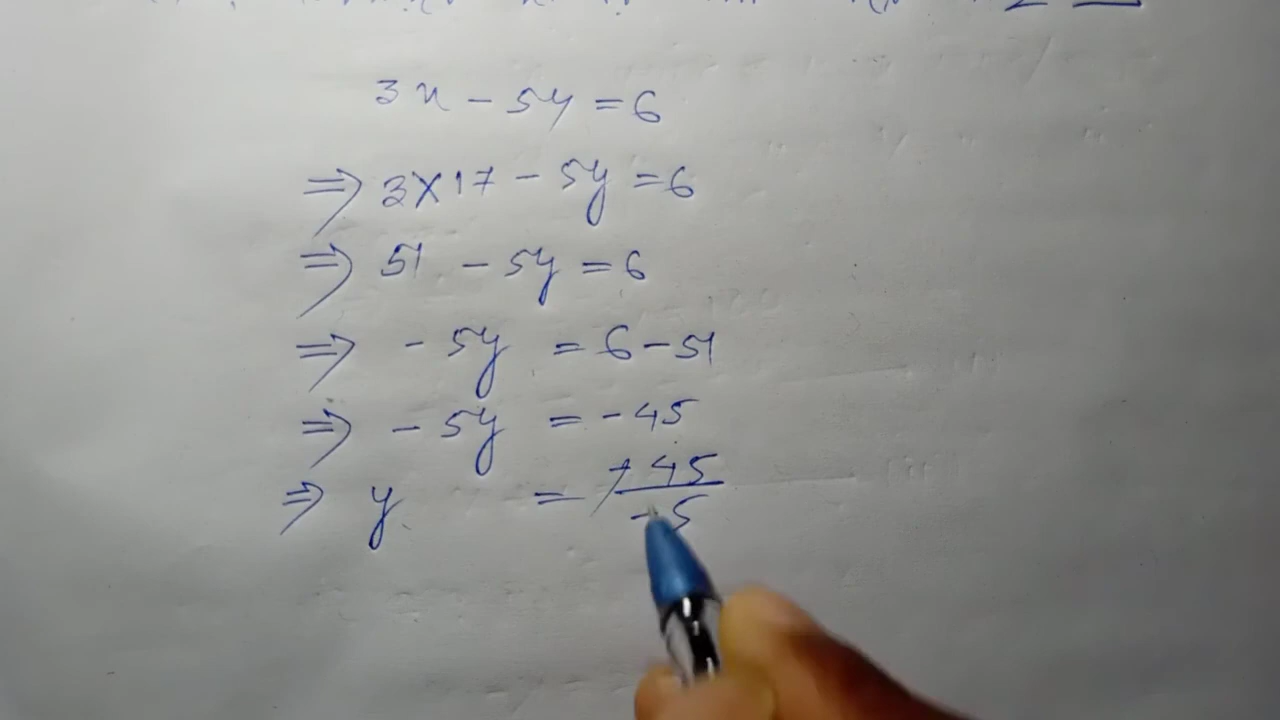 3x - 5y = 6
⇒ 3×17 - 5y = 6
⇒ 51 - 5y = 6
⇒ - 5y = 6 - 51
⇒ - 5y = - 45
⇒ y = -45/-5